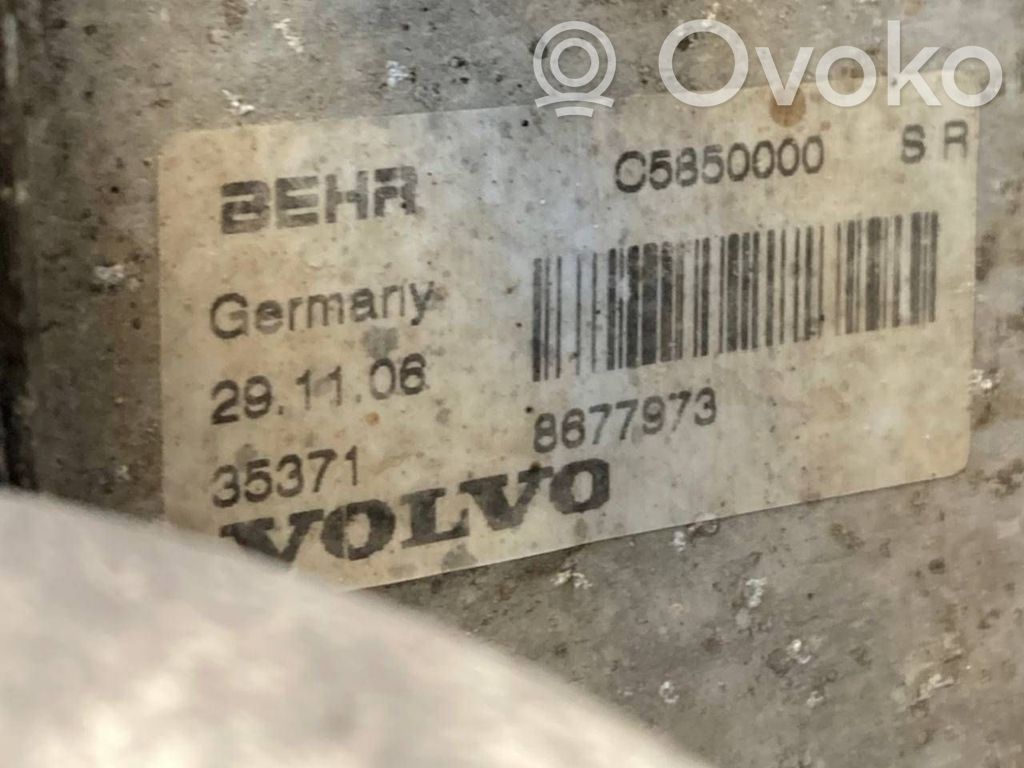 Ovoko
BEHR C5850000 S R
Germany
29.11.06
35371 8677973
VOLVO